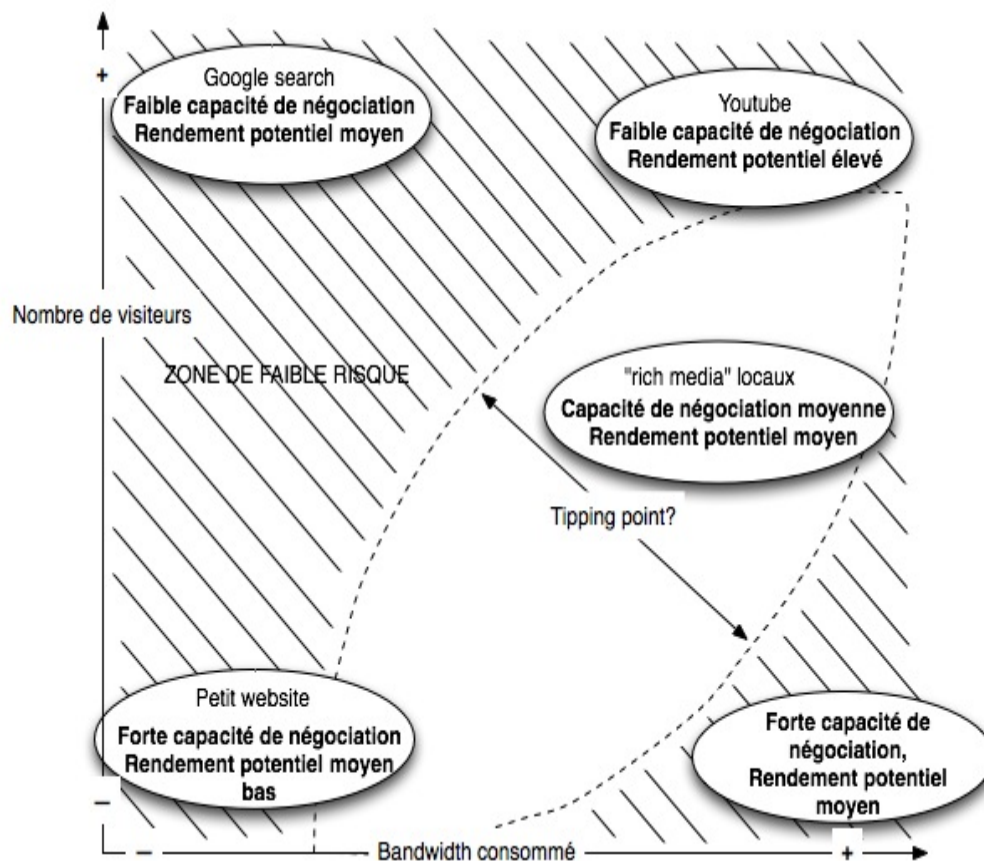 +
Google search
Faible capacité de négociation
Rendement potentiel moyen
Youtube
Faible capacité de négociation
Rendement potentiel élevé
Nombre de visiteurs
ZONE DE FAIBLE RISQUE
"rich media" locaux
Capacité de négociation moyenne
Rendement potentiel moyen
Tipping point?
Petit website
Forte capacité de négociation
Rendement potentiel moyen
bas
Forte capacité de
négociation,
Rendement potentiel
moyen
–
– Bandwidth consommé +